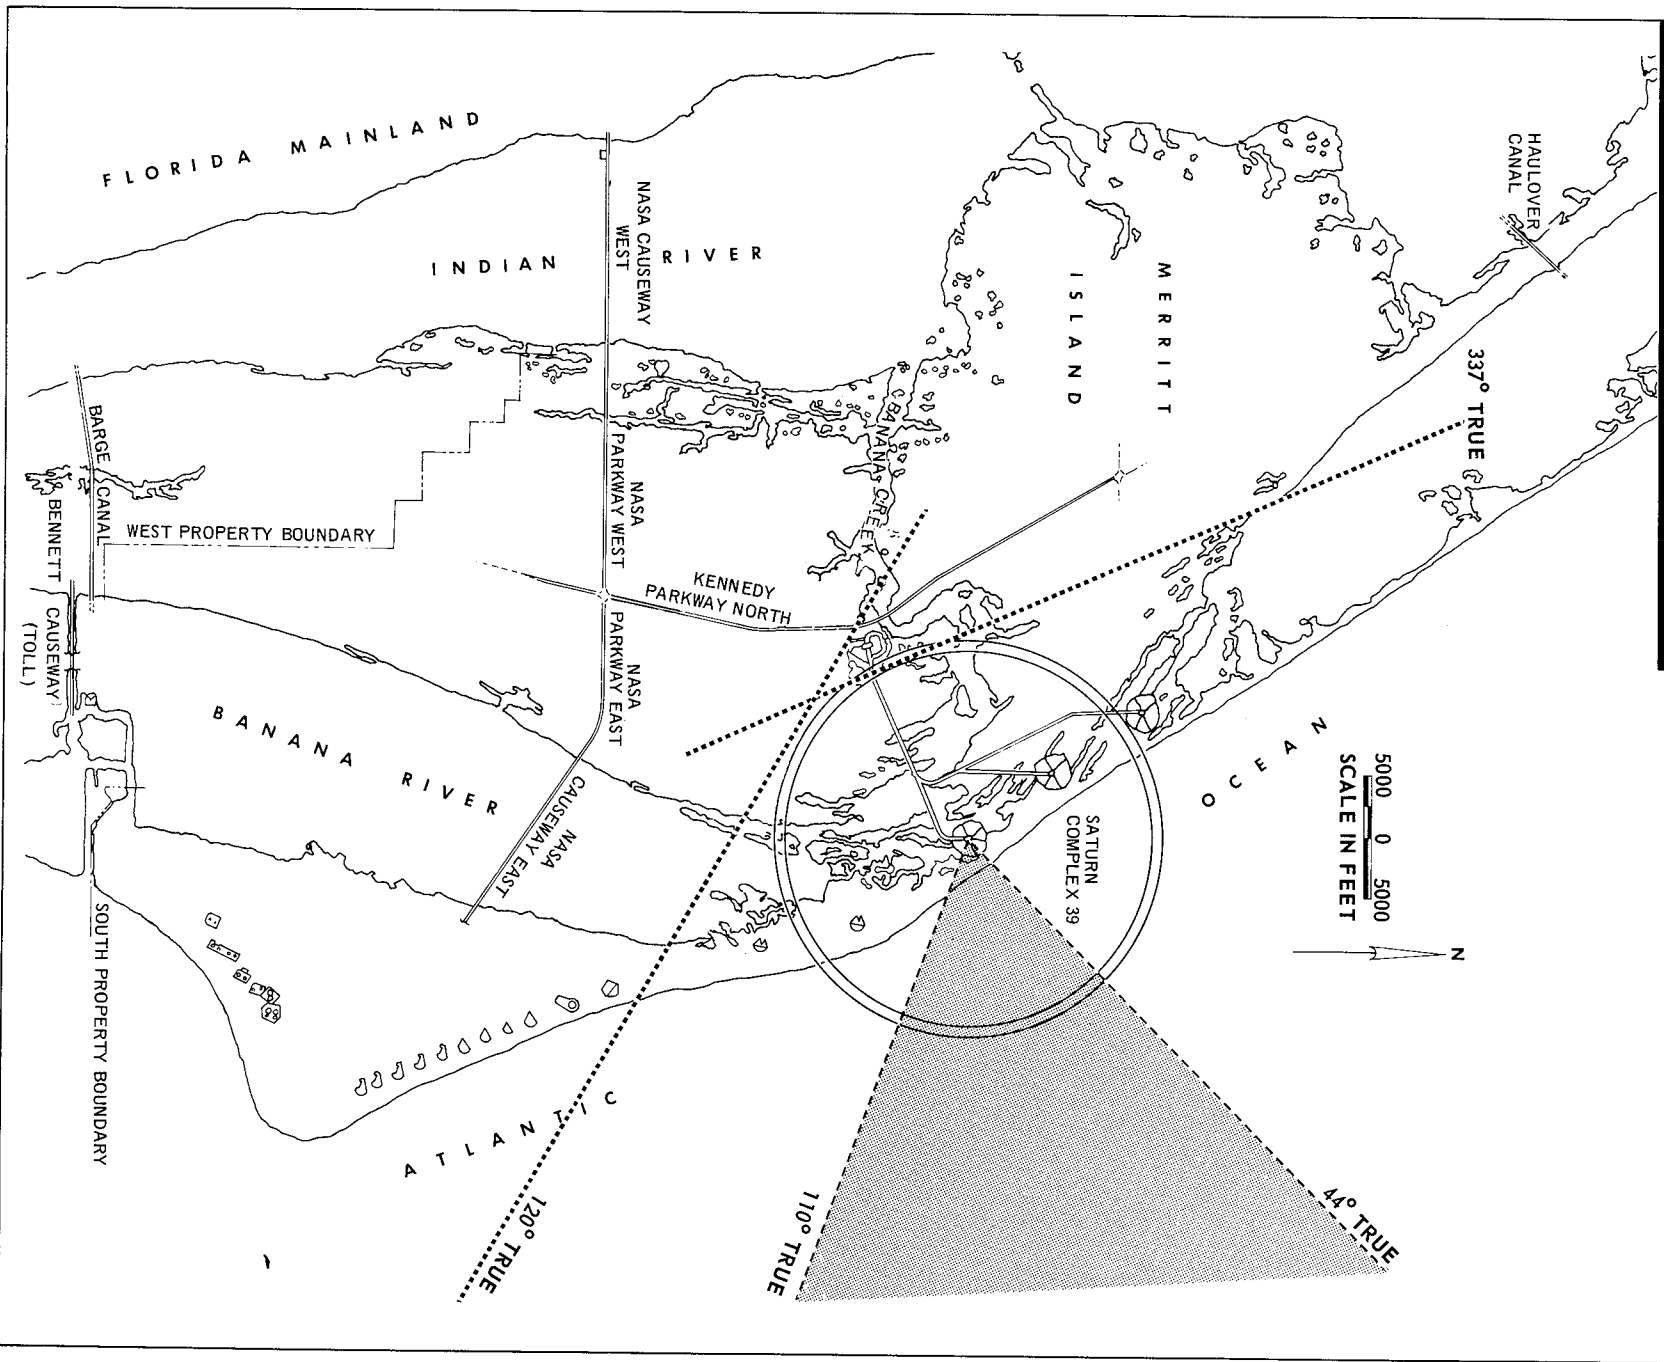 HAULOVER
CANAL
337° TRUE
MERRITT
ISLAND
FLORIDA MAINLAND
INDIAN RIVER
NASA CAUSEWAY
WEST
BANANA CREEK
NASA
PARKWAY WEST
KENNEDY
PARKWAY NORTH
BARGE CANAL
WEST PROPERTY BOUNDARY
BENNETT CAUSEWAY
(TOLL)
NASA
PARKWAY EAST
BANANA RIVER
NASA
CAUSEWAY EAST
SOUTH PROPERTY BOUNDARY
SATURN
COMPLEX 39
5000 0 5000
SCALE IN FEET
N
ATLANTIC OCEAN
44° TRUE
110° TRUE
120° TRUE